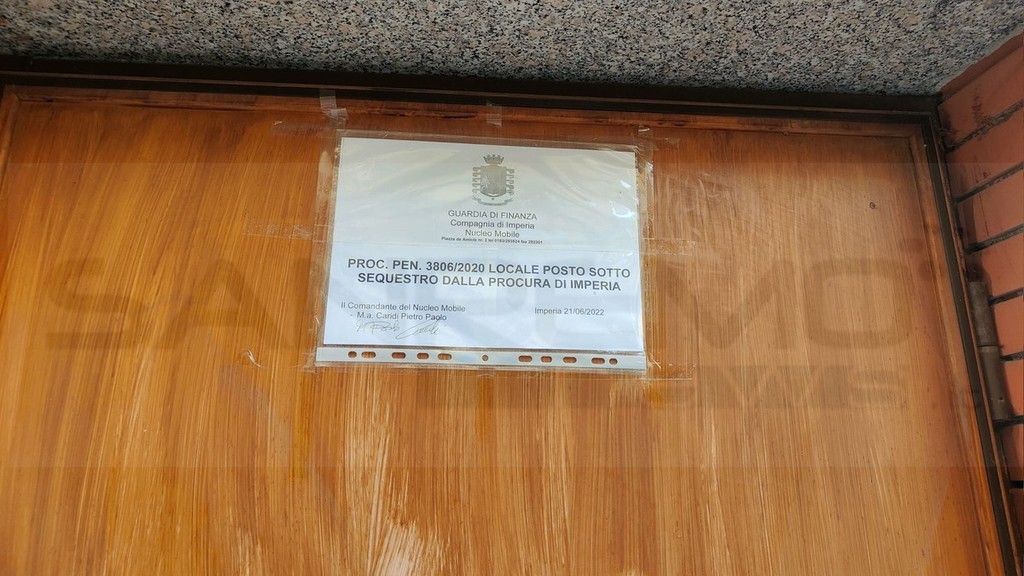 GUARDIA DI FINANZA
Compagnia di Imperia
Nucleo Mobile
PROC. PEN. 3806/2020 LOCALE POSTO SOTTO
SEQUESTRO DALLA PROCURA DI IMPERIA
Il Comandante del Nucleo Mobile
Imperia 21/06/2022
- M.a. Caridi Pietro Paolo